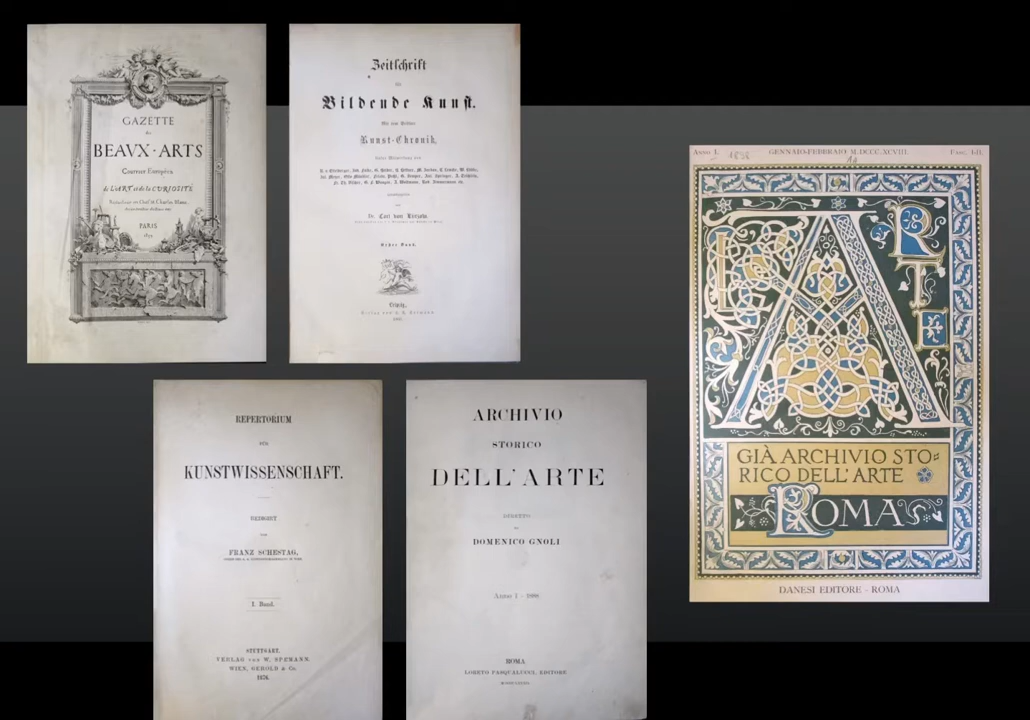 GAZETTE
des
BEAUX-ARTS
Courrier Européen
de L'ART et de la CURIOSITÉ
PARIS
Zeitschrift
für
Bildende Kunst.
Mit dem Beiblatt
Kunst-Chronik,
Dr. Carl von Lützow,
Erster Band.
Leipzig,
REPERTORIUM
FÜR
KUNSTWISSENSCHAFT.
REDIGIRT
VON
FRANZ SCHESTAG,
I. Band.
STUTTGART.
VERLAG VON W. SPEMANN.
WIEN, GEROLD & Co.
1876.
ARCHIVIO
STORICO
DELL'ARTE
DIRETTO
DA
DOMENICO GNOLI
Anno I - 1888
ROMA
LORETO PASQUALUCCI, EDITORE
ANNO I. 1898 GENNAIO-FEBBRAIO M.DCCC.XCVIII. FASC. I-II.
L'ARTE
GIÀ ARCHIVIO STO=
RICO DELL'ARTE
ROMA
DANESI EDITORE - ROMA